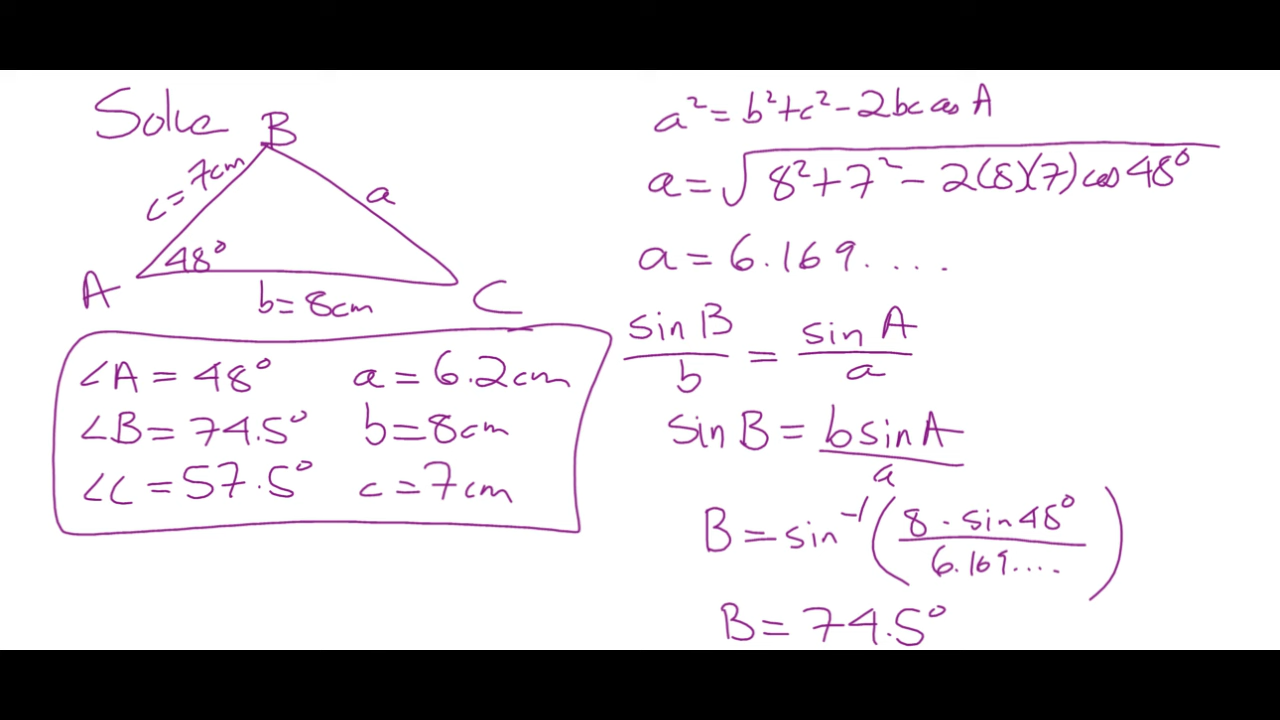 Solve
B
c = 7cm
a
48°
A
b = 8cm
C
∠A = 48° a = 6.2cm
∠B = 74.5° b = 8cm
∠C = 57.5° c = 7cm
a² = b² + c² - 2bc cos A
a = √(8² + 7² - 2(8)(7) cos 48°)
a = 6.169....
sin B / b = sin A / a
sin B = b sin A / a
B = sin⁻¹(8 · sin 48° / 6.169....)
B = 74.5°